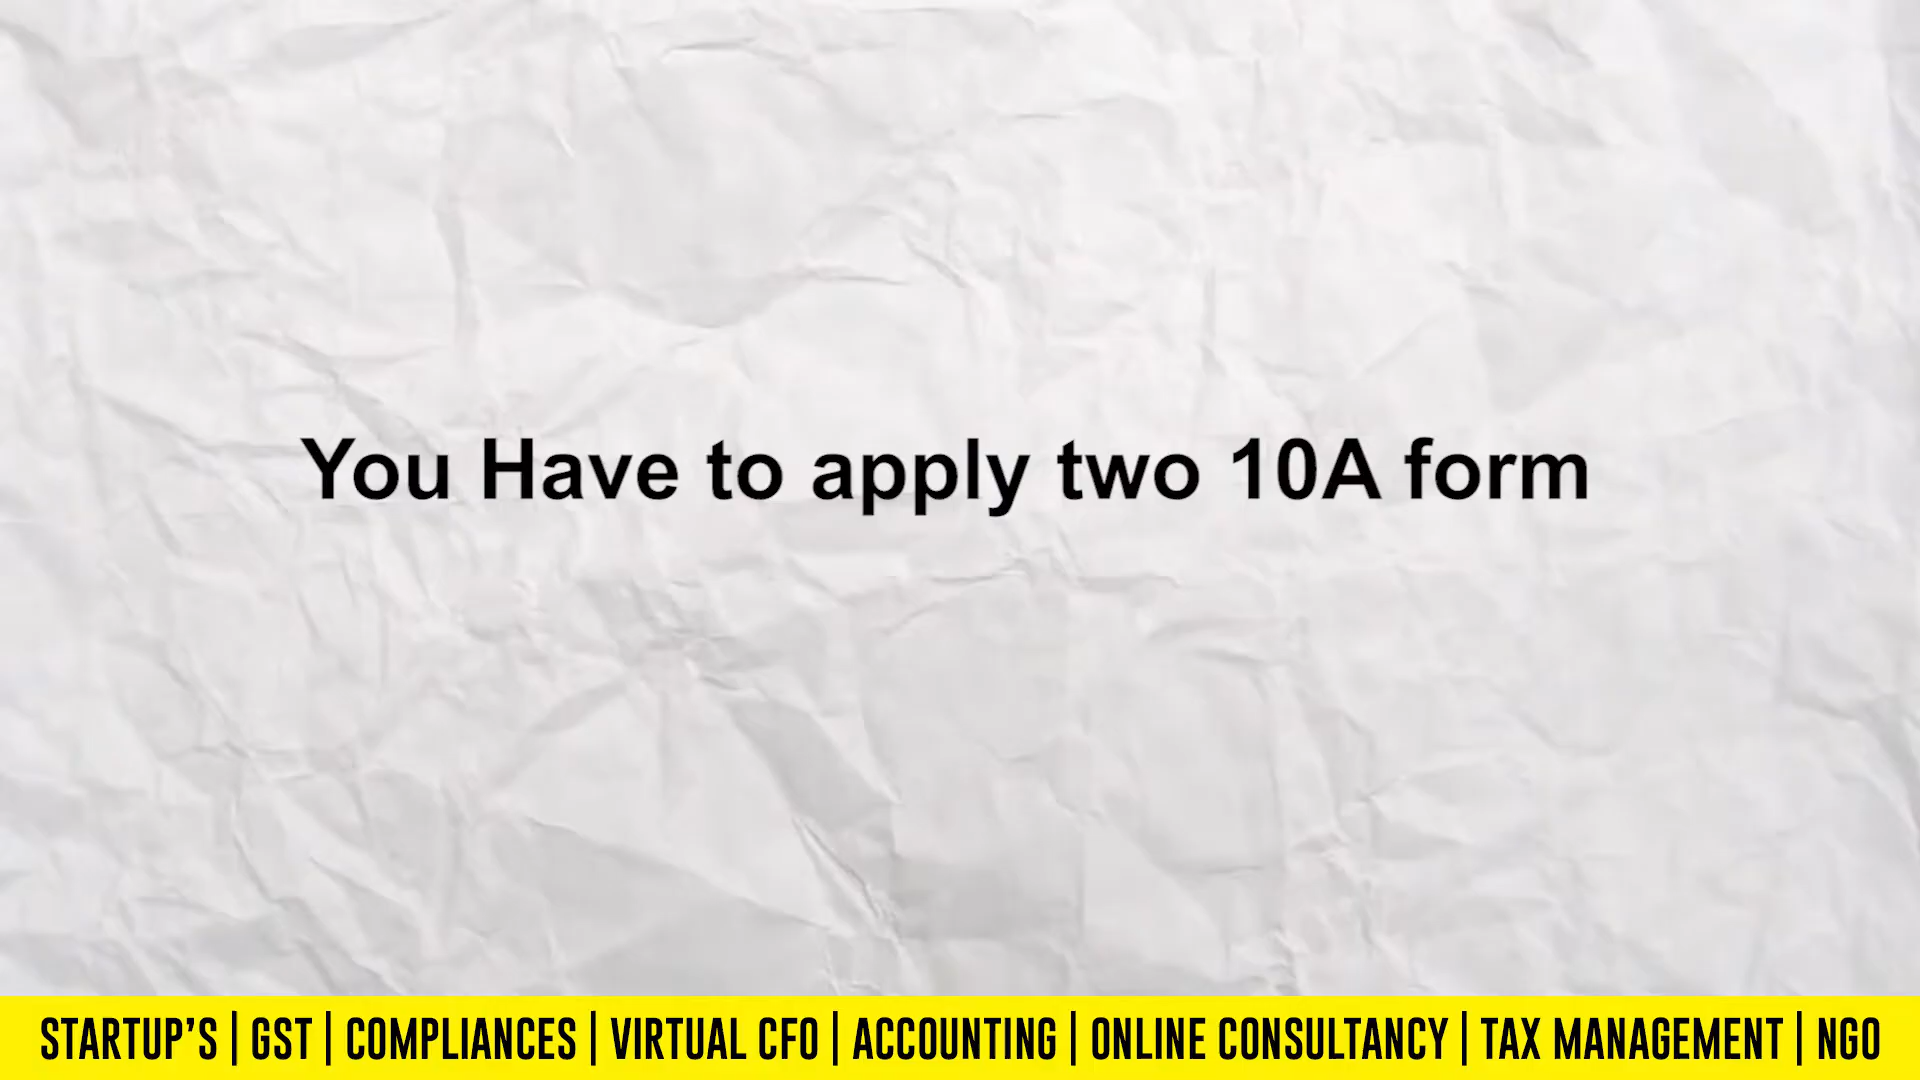 You Have to apply two 10A form
STARTUP'S | GST | COMPLIANCES | VIRTUAL CFO | ACCOUNTING | ONLINE CONSULTANCY | TAX MANAGEMENT | NGO